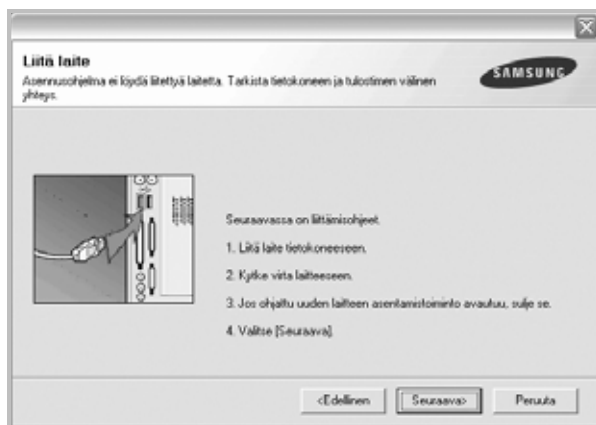 Liitä laite
SAMSUNG
Asennusohjelma ei löydä liitettyä laitetta. Tarkista tietokoneen ja tulostimen välinen
yhteys.
Seuraavassa on liittämisohjeet.
1. Liitä laite tietokoneeseen.
2. Kytke virta laitteeseen.
3. Jos ohjattu uuden laitteen asentamistoiminto avautuu, sulje se.
4. Valitse [Seuraava].
<Edellinen
Seuraava>
Peruuta